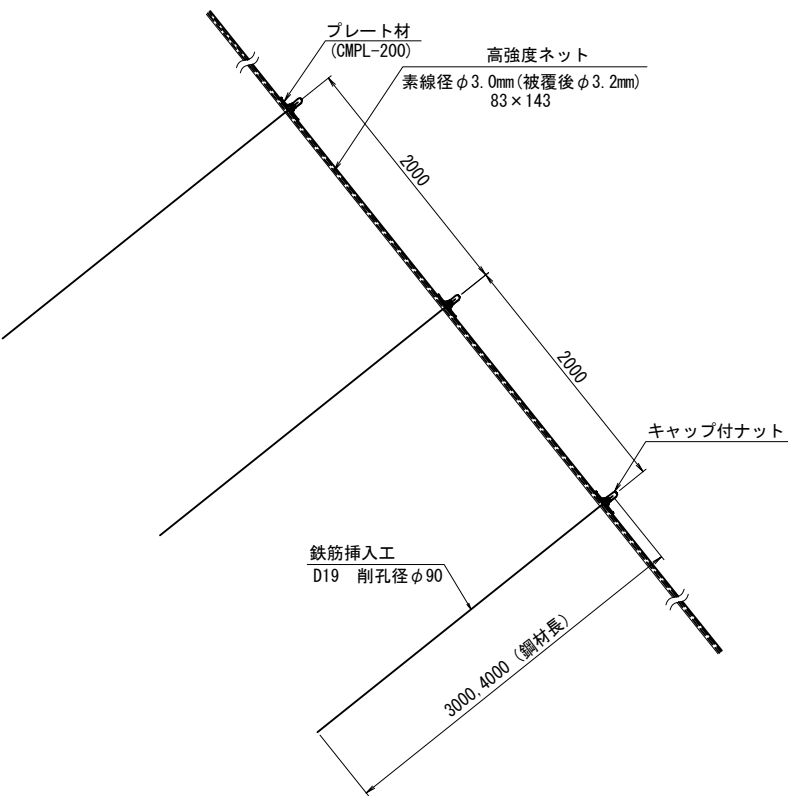 プレート材
(CMPL-200)
高強度ネット
素線径φ3.0mm(被覆後φ3.2mm)
83×143
2000
2000
キャップ付ナット
鉄筋挿入工
D19 削孔径φ90
3000,4000(鋼材長)